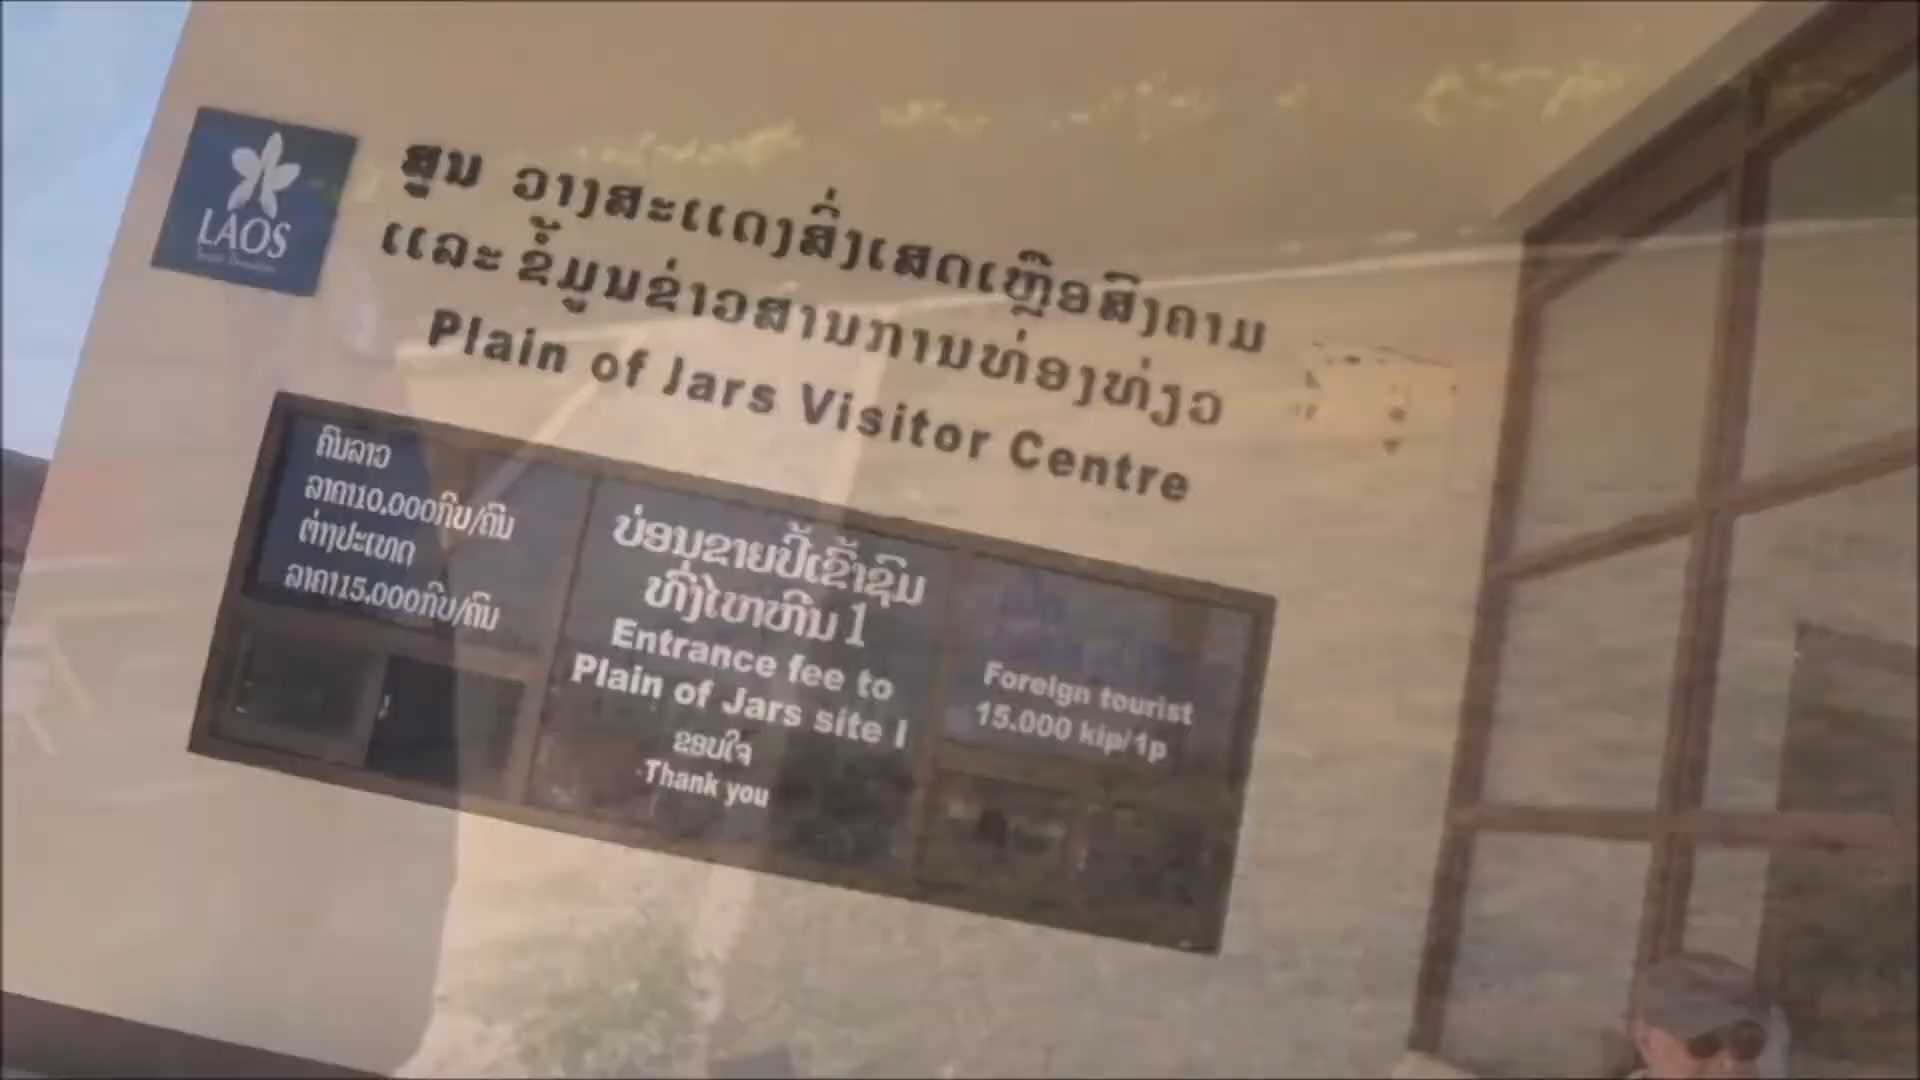 LAOS
ສູນ ວາງສະແດງສິ່ງເສດເຫຼືອສົງຄາມ
ແລະ ຂໍ້ມູນຂ່າວສານການທ່ອງທ່ຽວ
Plain of Jars Visitor Centre
ຄົນລາວ
ລາຄາ10,000ກີບ/ຄົນ
ຕ່າງປະເທດ
ລາຄາ15,000ກີບ/ຄົນ
ບ່ອນຂາຍປີ້ເຂົ້າຊົມ
ທົ່ງໄຫຫີນ 1
Entrance fee to
Plain of Jars site I
ຂອບໃຈ
Thank you
Foreign tourist
15.000 kip/1p